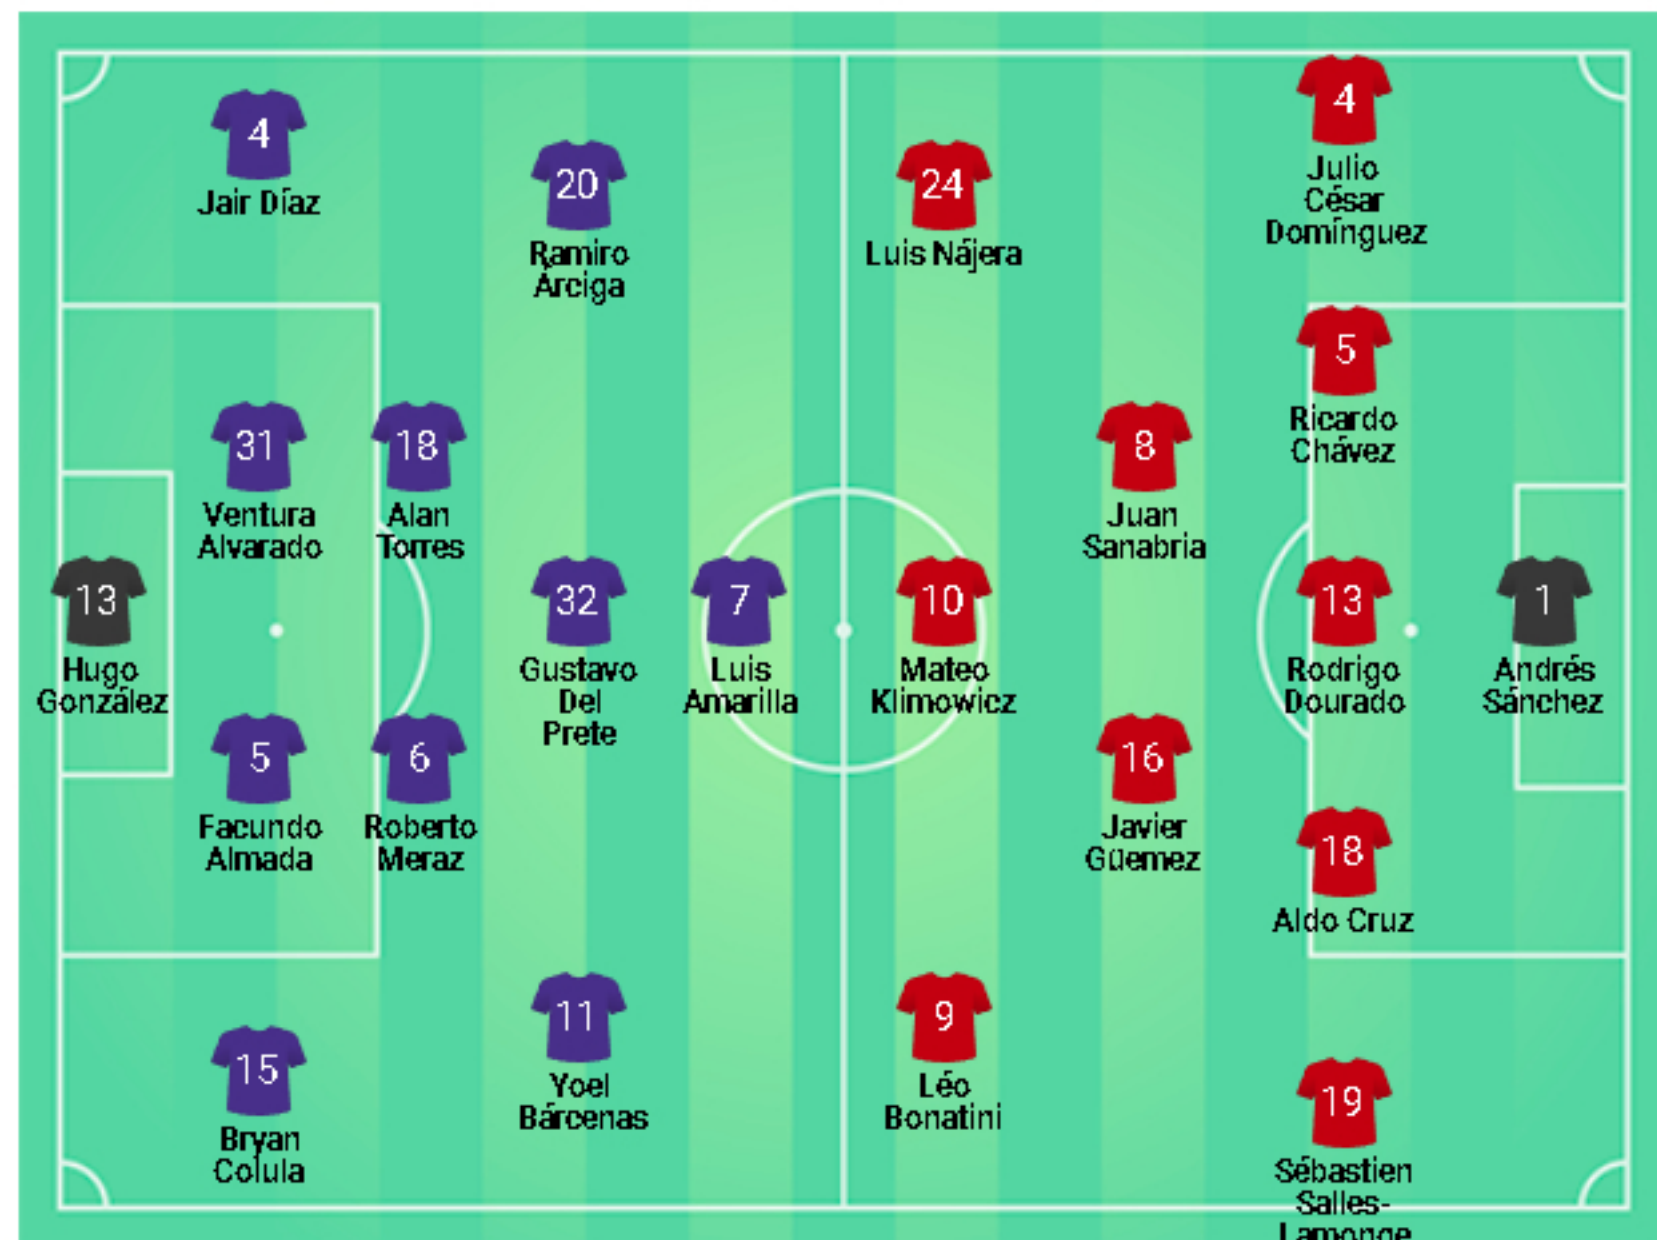 4
Jair Díaz
20
Ramiro
Árciga
24
Luis Nájera
4
Julio
César
Domínguez
31
Ventura
Alvarado
18
Alan
Torres
8
Juan
Sanabria
5
Ricardo
Chávez
13
Hugo
González
32
Gustavo
Del
Prete
7
Luis
Amarilla
10
Mateo
Klimowicz
13
Rodrigo
Dourado
1
Andrés
Sánchez
5
Facundo
Almada
6
Roberto
Meraz
16
Javier
Güemez
18
Aldo Cruz
15
Bryan
Colula
11
Yoel
Bárcenas
9
Léo
Bonatini
19
Sébastien
Salles-
Lamonge